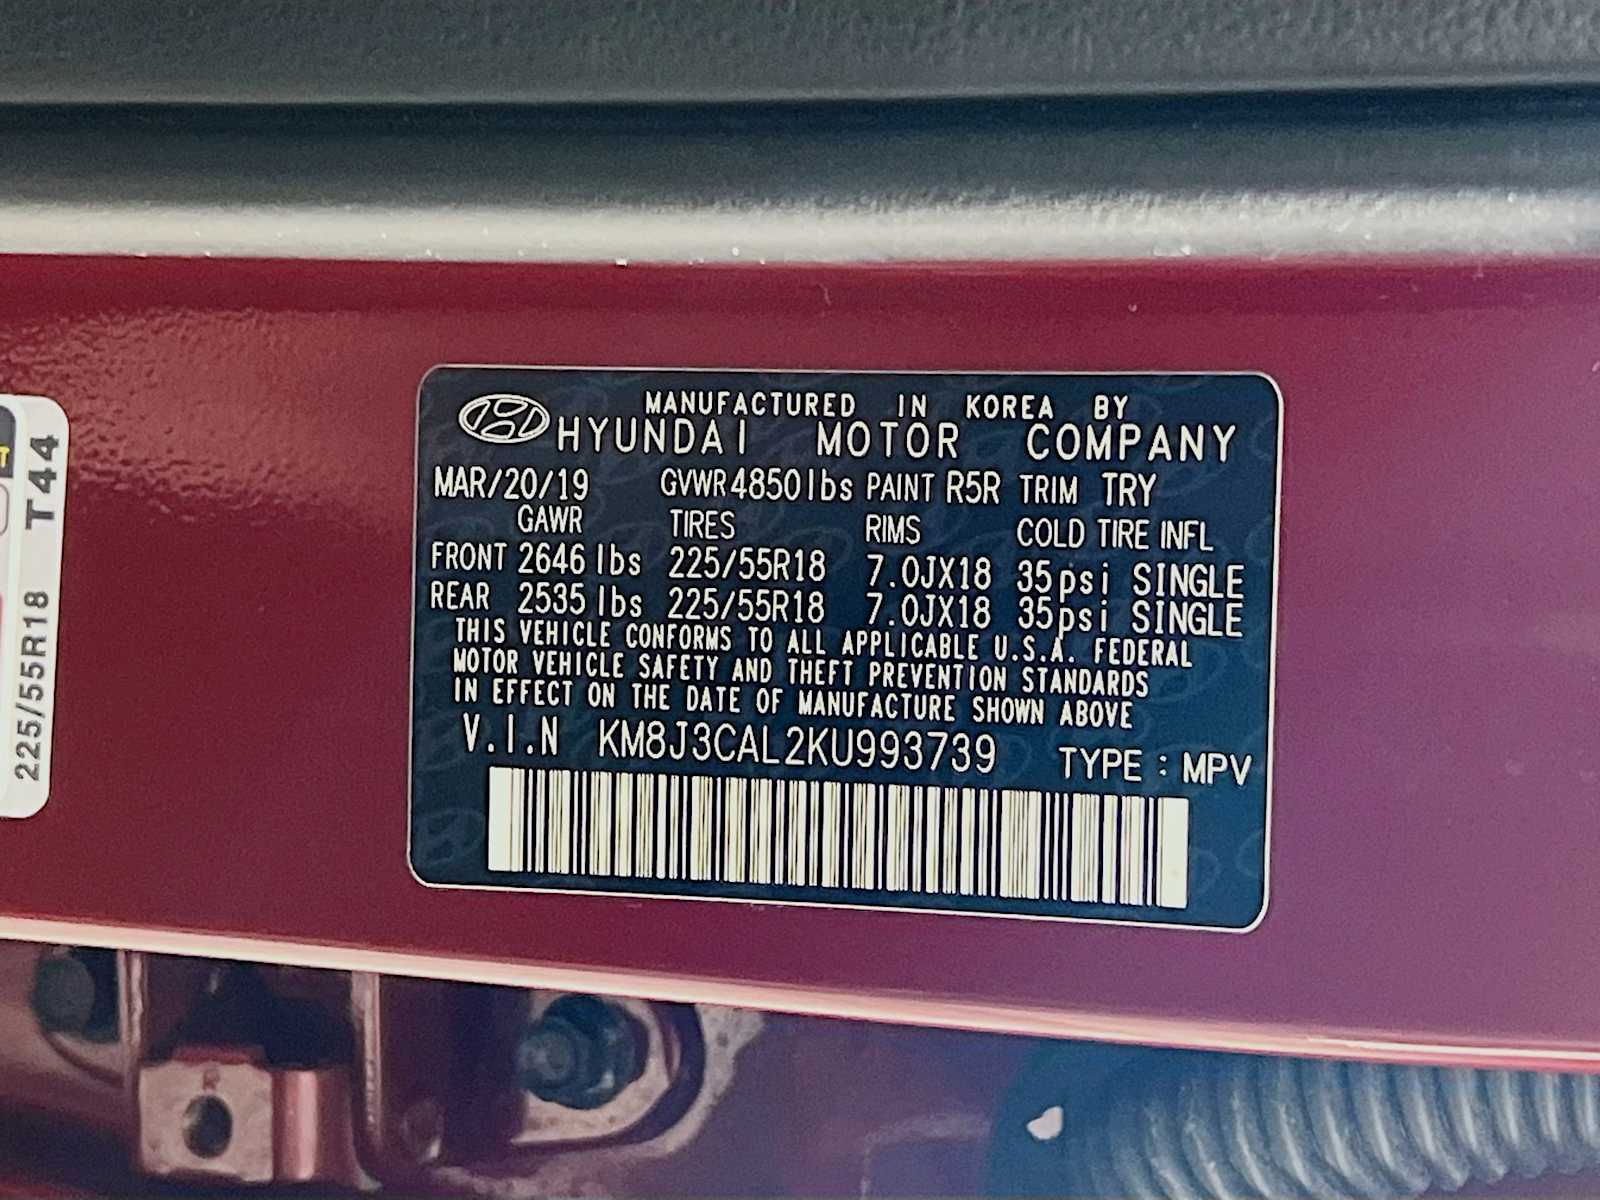 MANUFACTURED IN KOREA BY
HYUNDAI MOTOR COMPANY
MAR/20/19 GVWR 4850lbs PAINT R5R TRIM TRY
GAWR TIRES RIMS COLD TIRE INFL
FRONT 2646 lbs 225/55R18 7.0JX18 35psi SINGLE
REAR 2535 lbs 225/55R18 7.0JX18 35psi SINGLE
THIS VEHICLE CONFORMS TO ALL APPLICABLE U.S.A. FEDERAL
MOTOR VEHICLE SAFETY AND THEFT PREVENTION STANDARDS
IN EFFECT ON THE DATE OF MANUFACTURE SHOWN ABOVE
V.I.N KM8J3CAL2KU993739 TYPE : MPV
225/55R18 T44